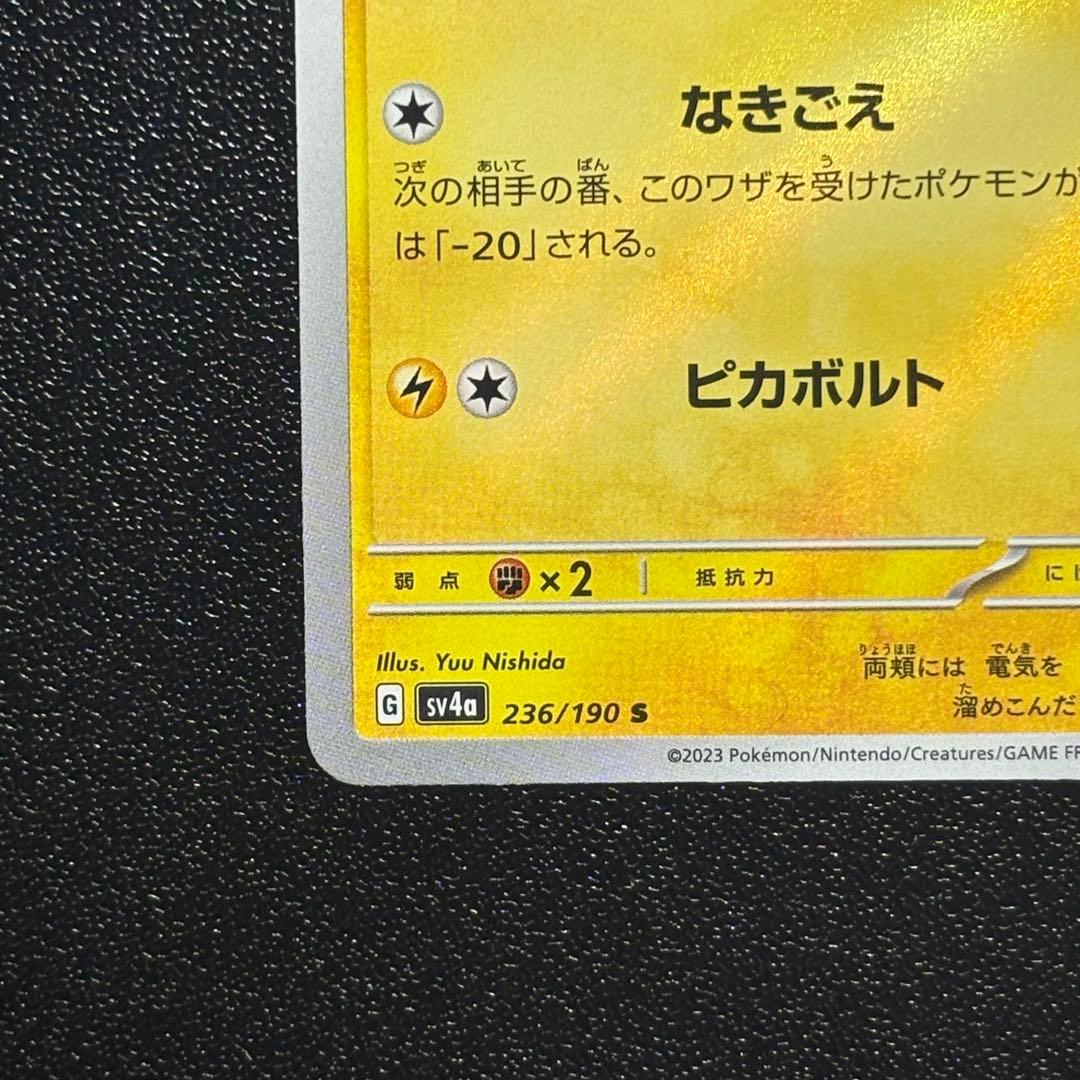 なきごえ
つぎ あいて ばん う
次の相手の番、このワザを受けたポケモンが
は「-20」される。
ピカボルト
弱点 ×2 抵抗力 に
Illus. Yuu Nishida
りょうほほ でんき
両頬には 電気を
た
溜めこんだ
G sv4a 236/190 S
©2023 Pokémon/Nintendo/Creatures/GAME FR